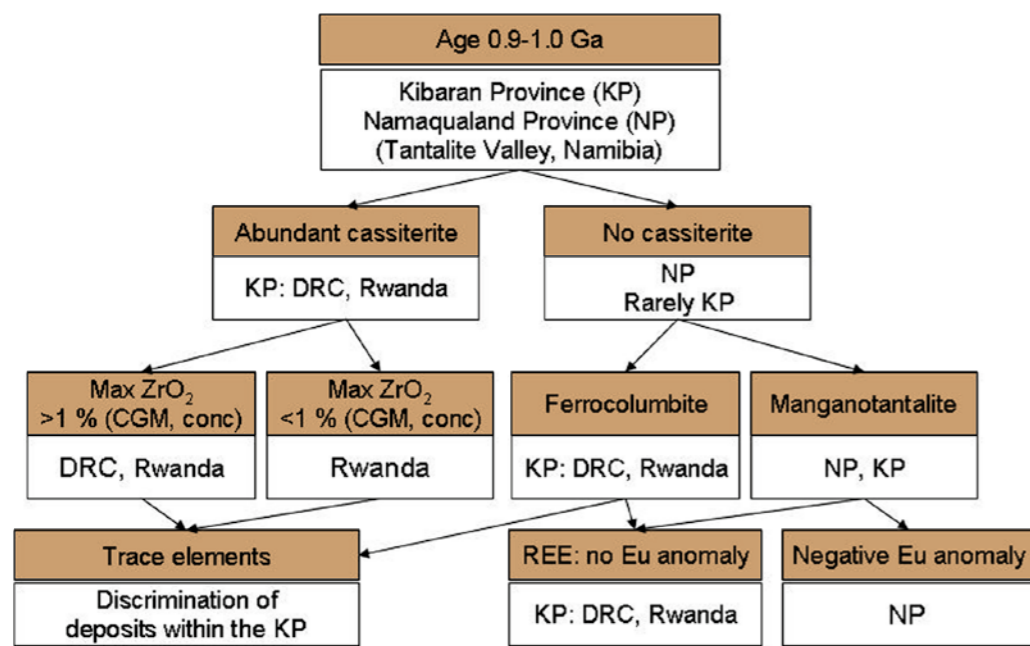 Age 0.9-1.0 Ga
Kibaran Province (KP)
Namaqualand Province (NP)
(Tantalite Valley, Namibia)
Abundant cassiterite
KP: DRC, Rwanda
No cassiterite
NP
Rarely KP
Max ZrO₂
>1 % (CGM, conc)
DRC, Rwanda
Max ZrO₂
<1 % (CGM, conc)
Rwanda
Ferrocolumbite
KP: DRC, Rwanda
Manganotantalite
NP, KP
Trace elements
Discrimination of
deposits within the KP
REE: no Eu anomaly
KP: DRC, Rwanda
Negative Eu anomaly
NP